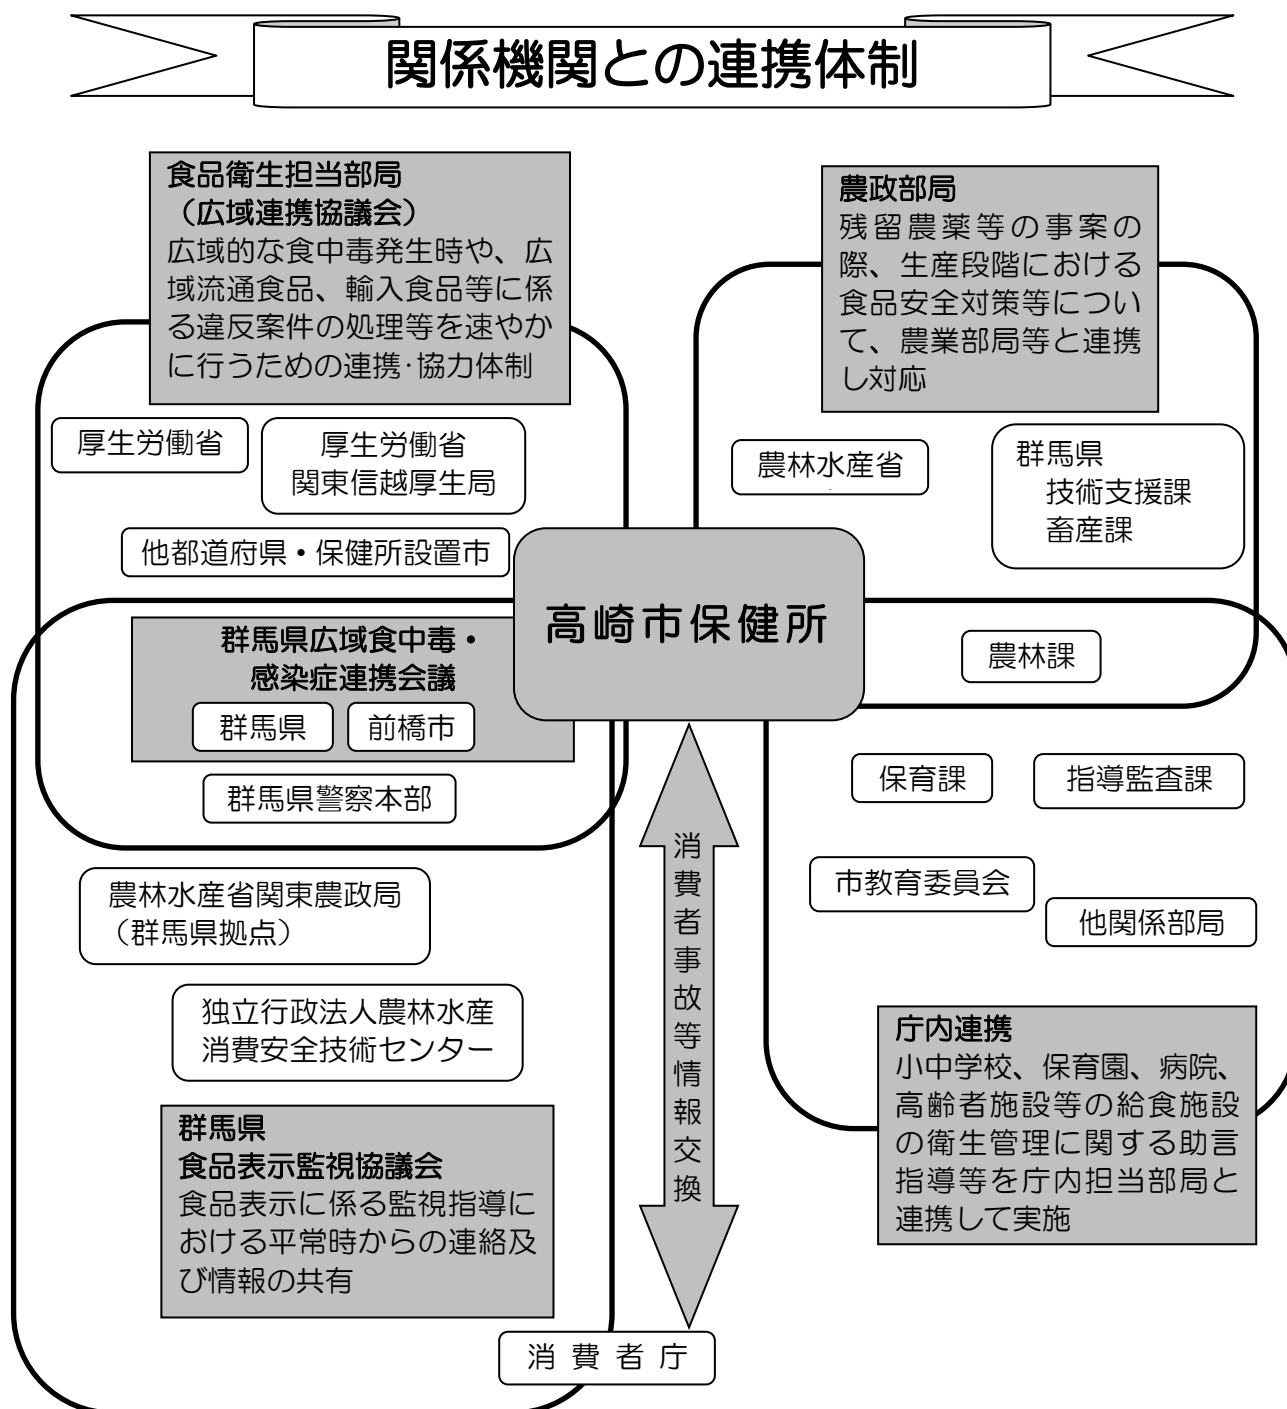 関係機関との連携体制
食品衛生担当部局
（広域連携協議会）
広域的な食中毒発生時や、広
域流通食品、輸入食品等に係
る違反案件の処理等を速やか
に行うための連携・協力体制
厚生労働省
厚生労働省
関東信越厚生局
他都道府県・保健所設置市
農政部局
残留農薬等の事案の
際、生産段階における
食品安全対策等につい
て、農業部局等と連携
し対応
農林水産省
群馬県
技術支援課
畜産課
高崎市保健所
群馬県広域食中毒・
感染症連携会議
群馬県
前橋市
群馬県警察本部
農林課
保育課
指導監査課
市教育委員会
他関係部局
農林水産省関東農政局
（群馬県拠点）
独立行政法人農林水産
消費安全技術センター
群馬県
食品表示監視協議会
食品表示に係る監視指導に
おける平常時からの連絡及
び情報の共有
消費者事故等情報交換
庁内連携
小中学校、保育園、病院、
高齢者施設等の給食施設
の衛生管理に関する助言
指導等を庁内担当部局と
連携して実施
消費者庁